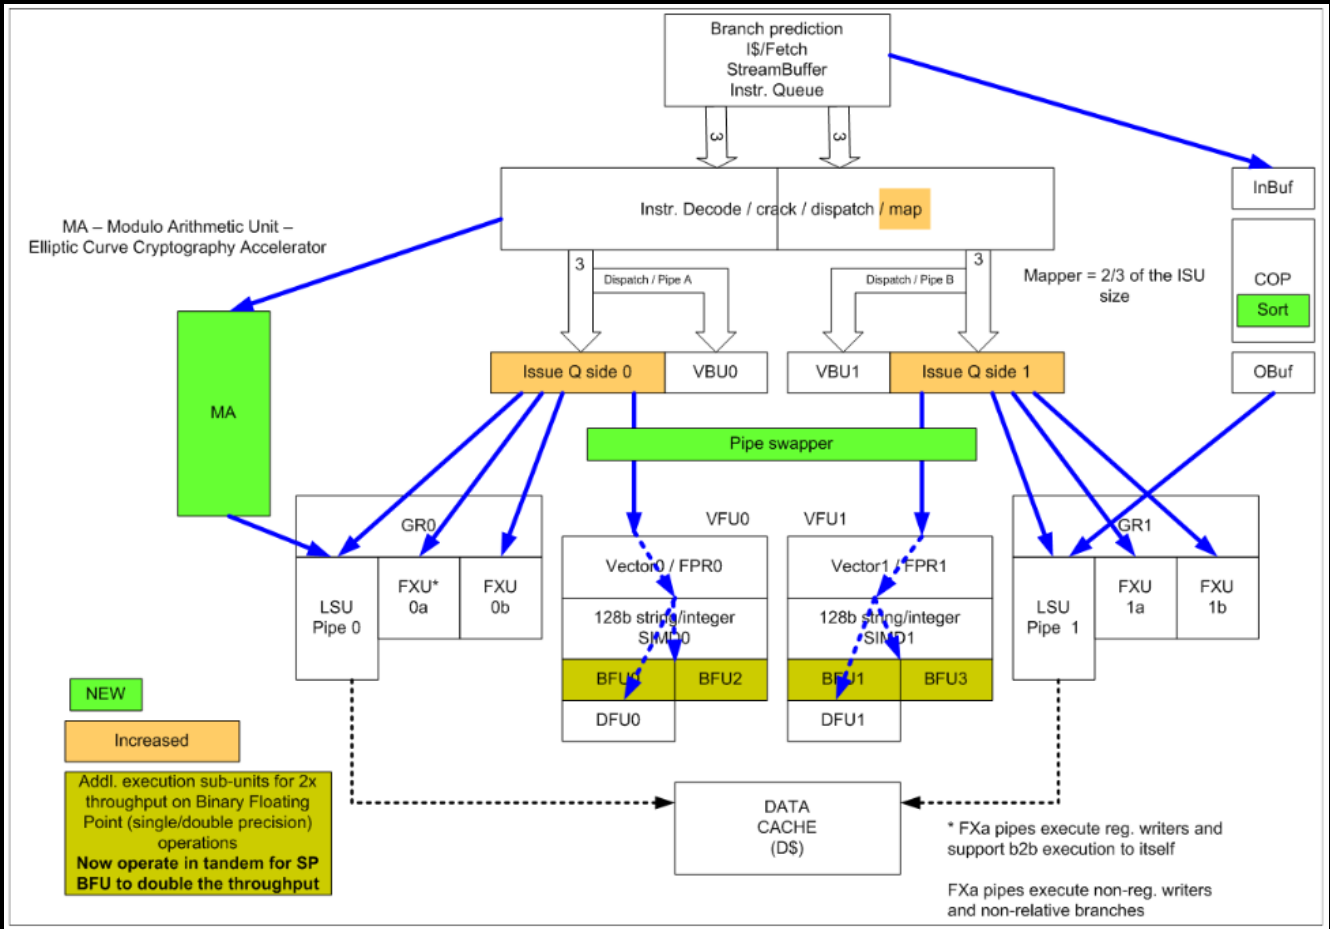 Branch prediction
I$/Fetch
StreamBuffer
Instr. Queue
3
3
InBuf
Instr. Decode / crack / dispatch / map
MA – Modulo Arithmetic Unit –
Elliptic Curve Cryptography Accelerator
3
3
Dispatch / Pipe A
Dispatch / Pipe B
Mapper = 2/3 of the ISU
size
COP
Sort
Issue Q side 0
VBU0
VBU1
Issue Q side 1
OBuf
MA
Pipe swapper
GR0
VFU0
VFU1
GR1
Vector0 / FPR0
Vector1 / FPR1
LSU
Pipe 0
FXU*
0a
FXU
0b
128b string/integer
SIMD0
128b string/integer
SIMD1
LSU
Pipe 1
FXU
1a
FXU
1b
BFU0
BFU2
BFU1
BFU3
DFU0
DFU1
NEW
Increased
Addl. execution sub-units for 2x
throughput on Binary Floating
Point (single/double precision)
operations
Now operate in tandem for SP
BFU to double the throughput
DATA
CACHE
(D$)
* FXa pipes execute reg. writers and
support b2b execution to itself
FXa pipes execute non-reg. writers
and non-relative branches